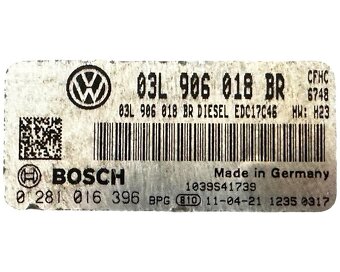 03L 906 018 BR CFHC
6748
03L 906 018 BR DIESEL EDC17C46 HW: H23
Made in Germany
BOSCH 1039S41739
0 281 016 396 BPG 810 11-04-21 1235 0317